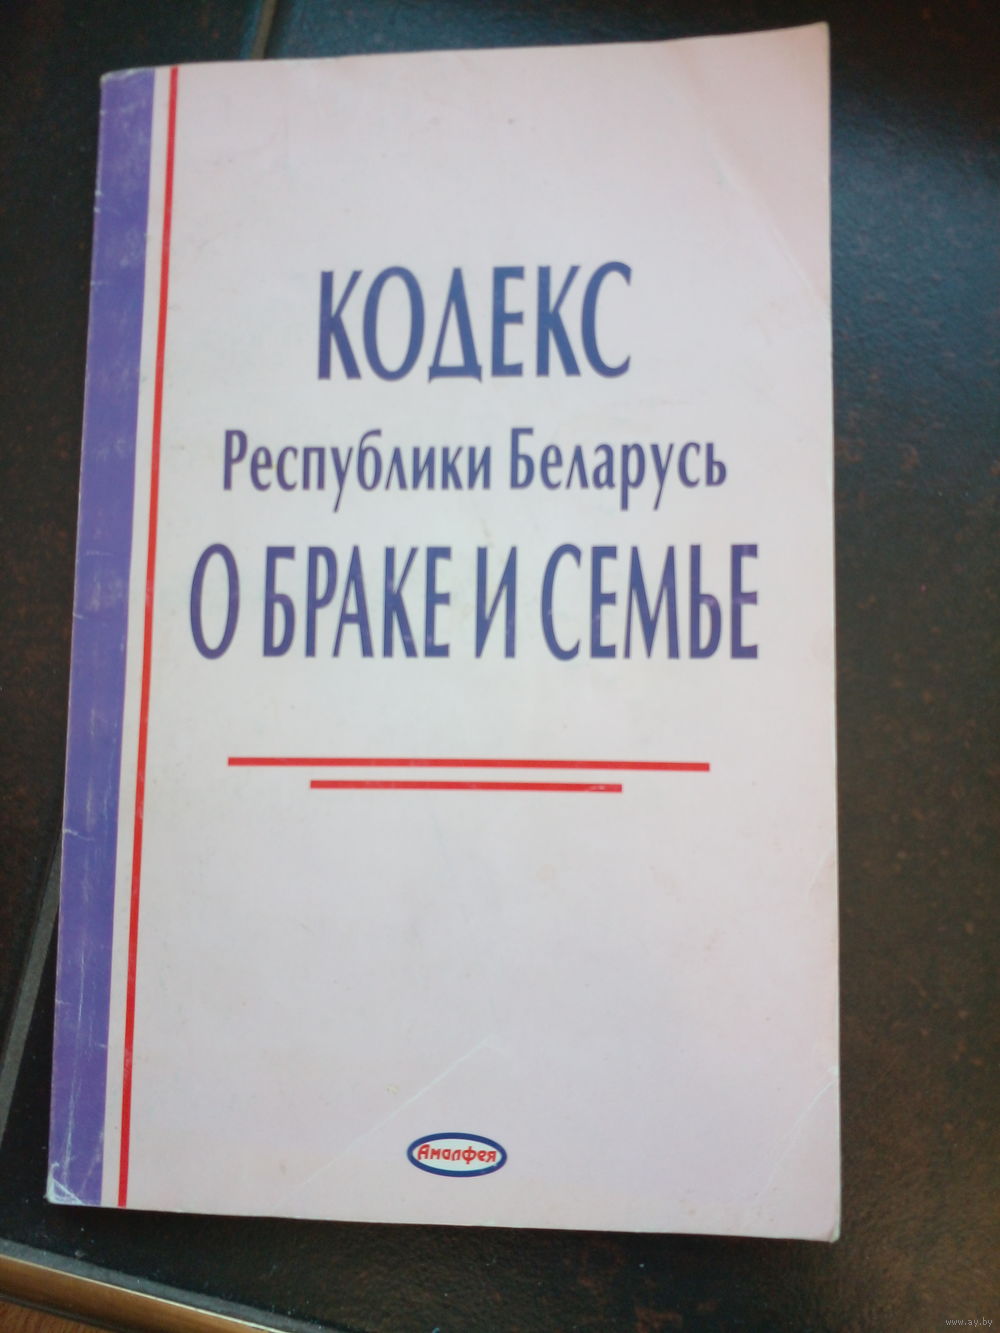 КОДЕКС
Республики Беларусь
О БРАКЕ И СЕМЬЕ
Амалфея
www.ay.by